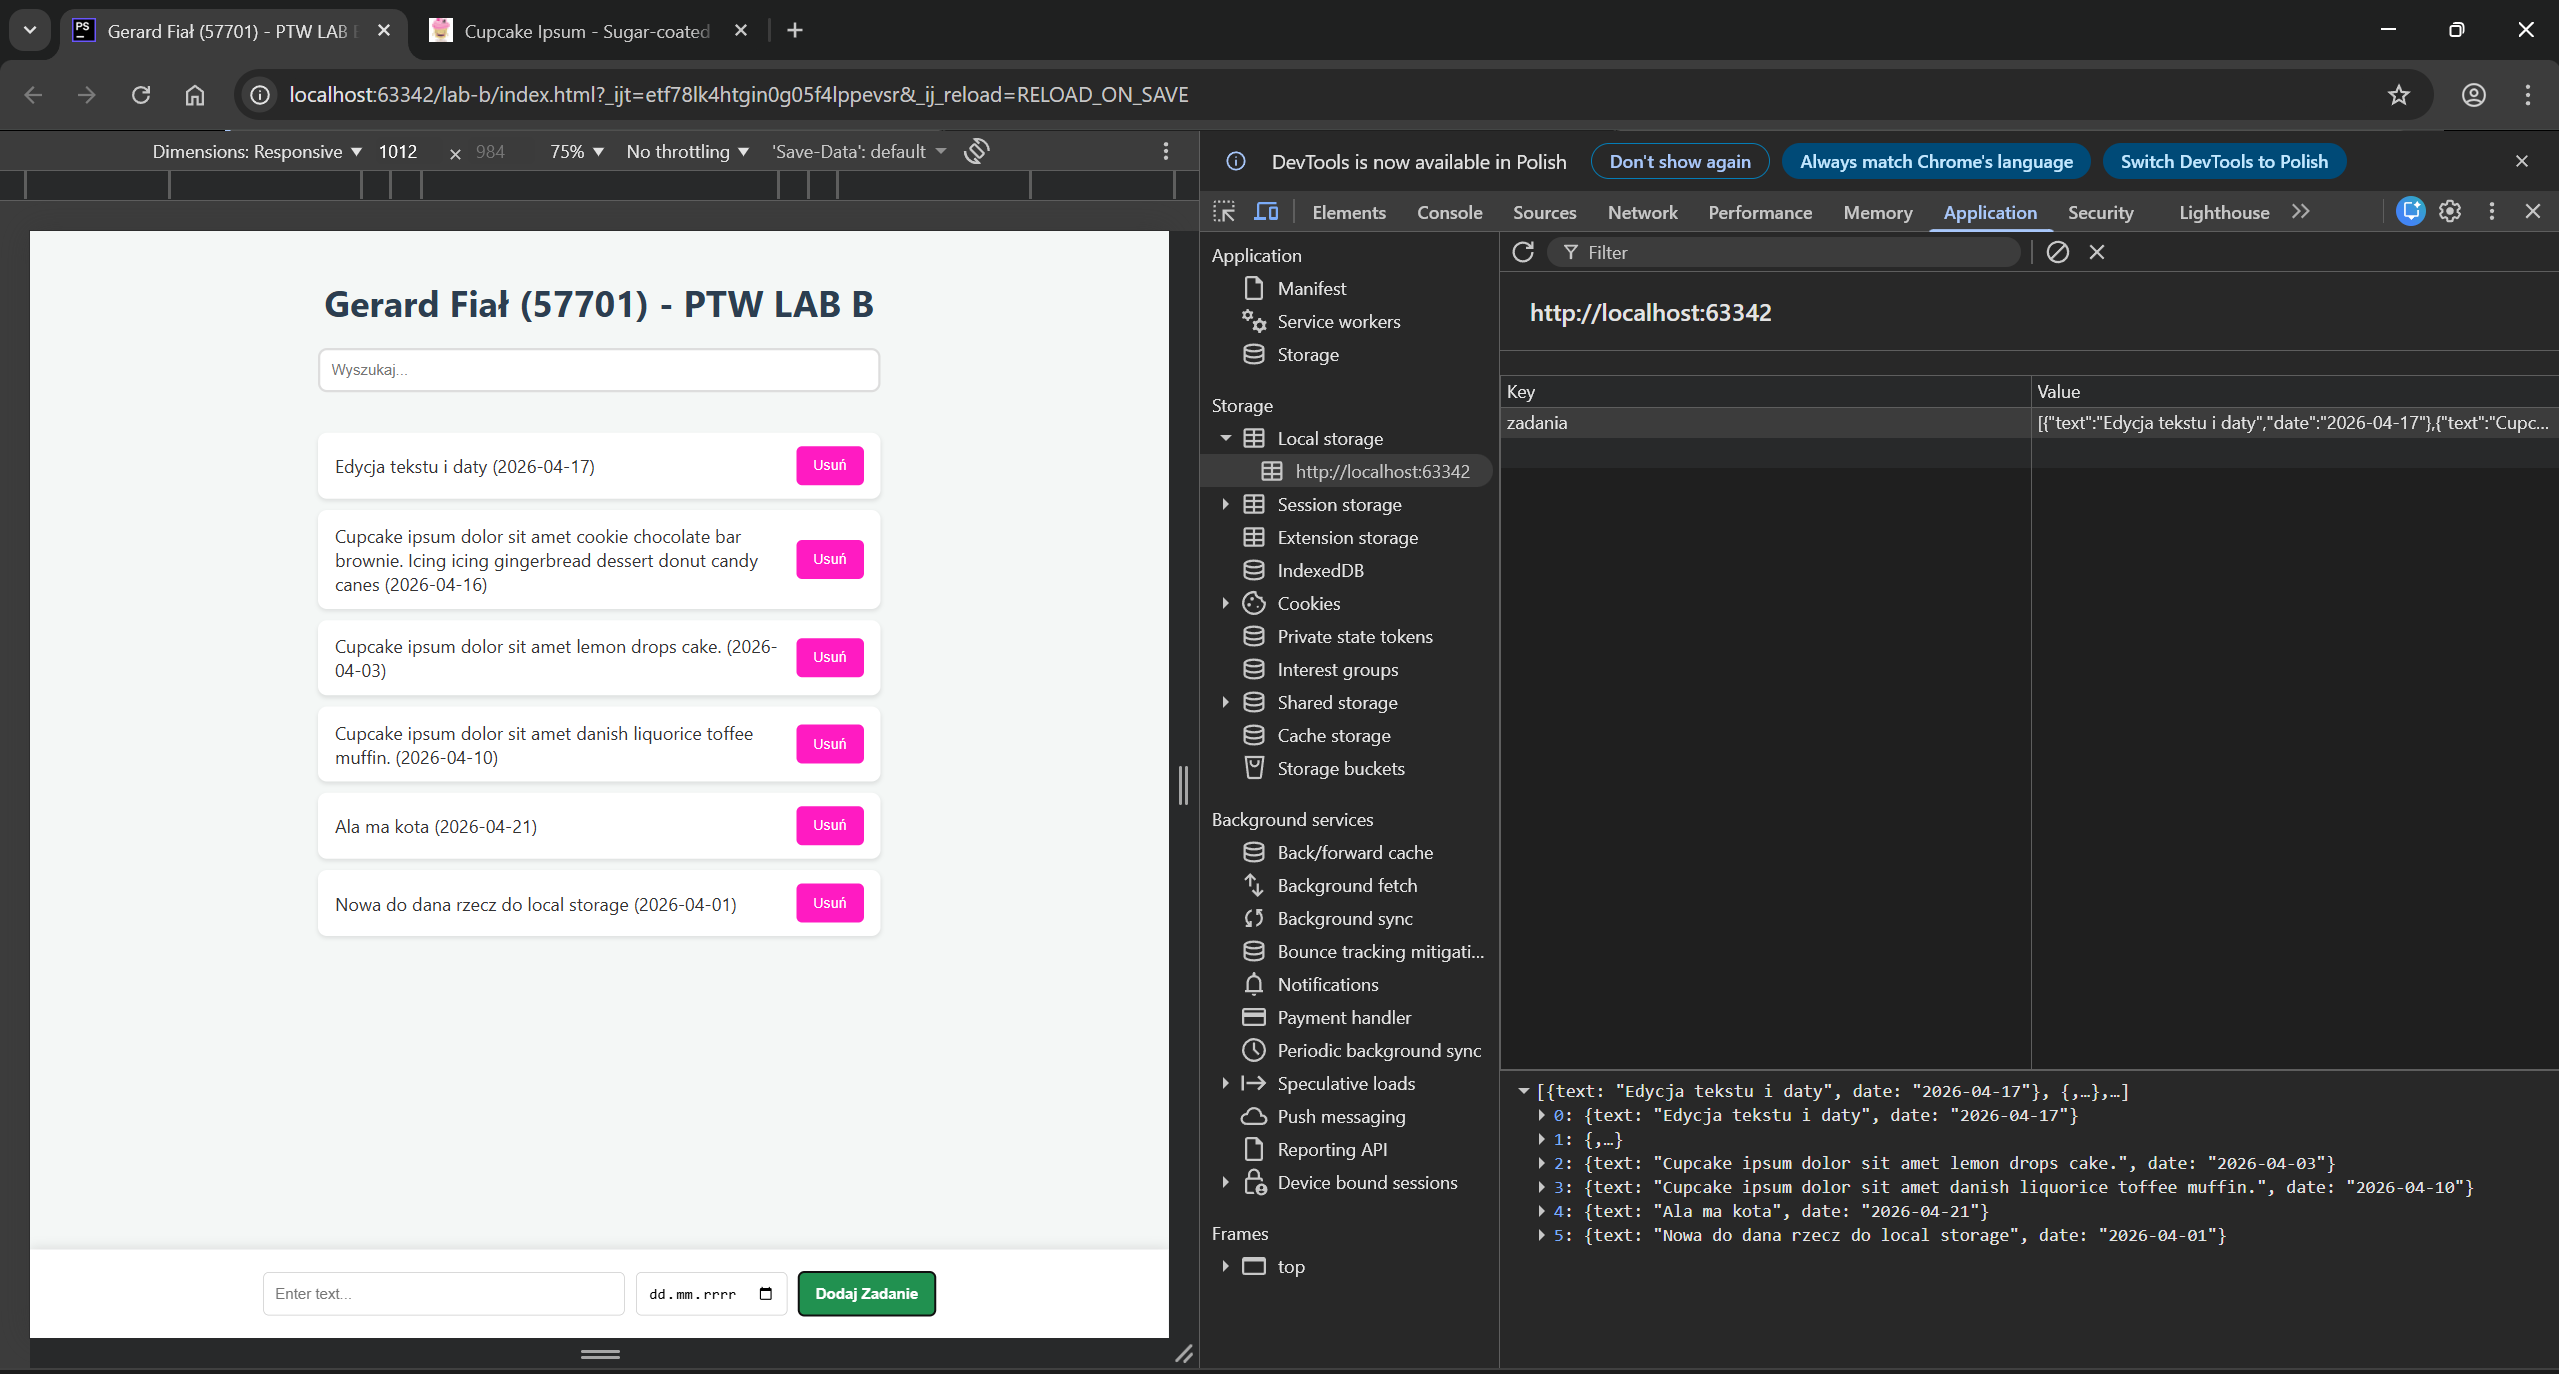 Gerard Fiał (57701) - PTW LAB
Cupcake Ipsum - Sugar-coated
localhost:63342/lab-b/index.html?_ijt=etf78lk4htgin0g05f4lppevsr&_ij_reload=RELOAD_ON_SAVE
Dimensions: Responsive 1012 × 984 75% No throttling 'Save-Data': default
DevTools is now available in Polish Don't show again Always match Chrome's language Switch DevTools to Polish
Elements Console Sources Network Performance Memory Application Security Lighthouse
Gerard Fiał (57701) - PTW LAB B
Wyszukaj...
Edycja tekstu i daty (2026-04-17)
Usuń
Cupcake ipsum dolor sit amet cookie chocolate bar
brownie. Icing icing gingerbread dessert donut candy
canes (2026-04-16)
Usuń
Cupcake ipsum dolor sit amet lemon drops cake. (2026-
04-03)
Usuń
Cupcake ipsum dolor sit amet danish liquorice toffee
muffin. (2026-04-10)
Usuń
Ala ma kota (2026-04-21)
Usuń
Nowa do dana rzecz do local storage (2026-04-01)
Usuń
Enter text...
dd.mm.rrrr
Dodaj Zadanie
Application
Manifest
Service workers
Storage
Storage
Local storage
http://localhost:63342
Session storage
Extension storage
IndexedDB
Cookies
Private state tokens
Interest groups
Shared storage
Cache storage
Storage buckets
Background services
Back/forward cache
Background fetch
Background sync
Bounce tracking mitigati...
Notifications
Payment handler
Periodic background sync
Speculative loads
Push messaging
Reporting API
Device bound sessions
Frames
top
Filter
http://localhost:63342
Key Value
zadania [{"text":"Edycja tekstu i daty","date":"2026-04-17"},{"text":"Cupc...
[{text: "Edycja tekstu i daty", date: "2026-04-17"}, {,…},…]
0: {text: "Edycja tekstu i daty", date: "2026-04-17"}
1: {,…}
2: {text: "Cupcake ipsum dolor sit amet lemon drops cake.", date: "2026-04-03"}
3: {text: "Cupcake ipsum dolor sit amet danish liquorice toffee muffin.", date: "2026-04-10"}
4: {text: "Ala ma kota", date: "2026-04-21"}
5: {text: "Nowa do dana rzecz do local storage", date: "2026-04-01"}